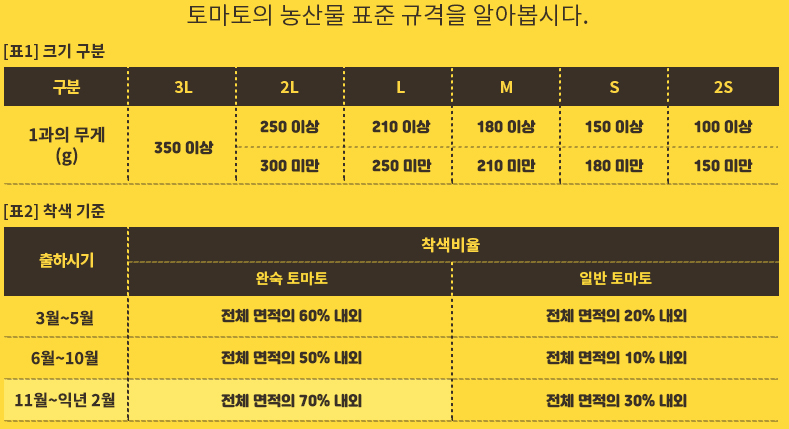 토마토의 농산물 표준 규격을 알아봅시다.
[표1] 크기 구분
구분 3L 2L L M S 2S
1과의 무게 (g) 350 이상 250 이상 210 이상 180 이상 150 이상 100 이상
300 미만 250 미만 210 미만 180 미만 150 미만
[표2] 착색 기준
출하시기 착색비율
완숙 토마토 일반 토마토
3월~5월 전체 면적의 60% 내외 전체 면적의 20% 내외
6월~10월 전체 면적의 50% 내외 전체 면적의 10% 내외
11월~익년 2월 전체 면적의 70% 내외 전체 면적의 30% 내외